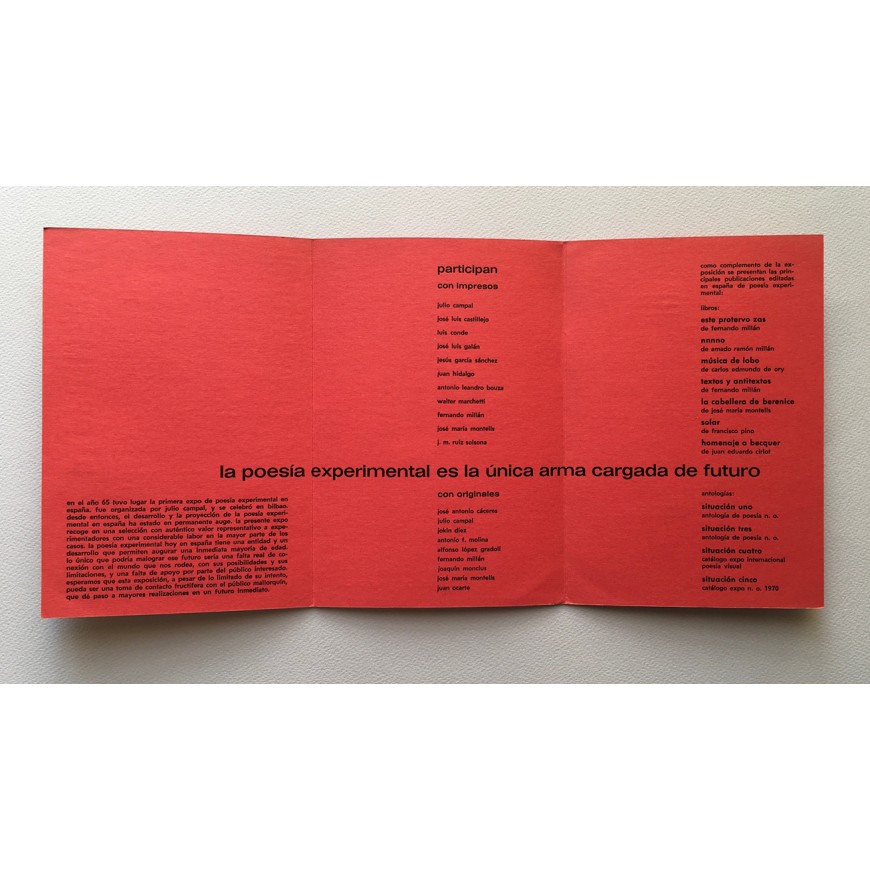 participan
con impresos
julio campal
josé luis castillejo
luis conde
josé luis galán
jesús garcía sánchez
juan hidalgo
antonio leandro bouza
walter marchetti
fernando millán
josé maría montells
j. m. ruiz solsona
como complemento de la ex-
posición se presentan las prin-
cipales publicaciones editadas
en españa de poesía experi-
mental:
libros:
este protervo zas
de fernando millán
nnnno
de amado ramón millán
música de lobo
de carlos edmundo de ory
textos y antitextos
de fernando millán
la cabellera de berenice
de josé maría montells
solar
de francisco pino
homenaje a becquer
de juan eduardo cirlot
la poesía experimental es la única arma cargada de futuro
en el año 65 tuvo lugar la primera expo de poesía experimental en
españa. fue organizada por julio campal, y se celebró en bilbao.
desde entonces, el desarrollo y la proyección de la poesía experi-
mental en españa ha estado en permanente auge. la presente expo
recoge en una selección con auténtico valor representativo a expe-
rimentadores con una considerable labor en la mayor parte de los
casos. la poesía experimental hoy en españa tiene una entidad y un
desarrollo que permiten augurar una inmediata mayoría de edad.
lo único que podría malograr ese futuro sería una falta real de co-
nexión con el mundo que nos rodea, con sus posibilidades y sus
limitaciones, y una falta de apoyo por parte del público interesado.
esperamos que esta exposición, a pesar de lo limitado de su intento,
pueda ser una toma de contacto fructífera con el público mallorquín,
que dé paso a mayores realizaciones en un futuro inmediato.
con originales
josé antonio cáceres
julio campal
jokin díez
antonio f. molina
alfonso lópez gradolí
fernando millán
joaquín moncius
josé maría montells
juan ocarte
antologías:
situación uno
antología de poesía n. o.
situación tres
antología de poesía n. o.
situación cuatro
catálogo expo internacional
poesía visual
situación cinco
catálogo expo n. o. 1970